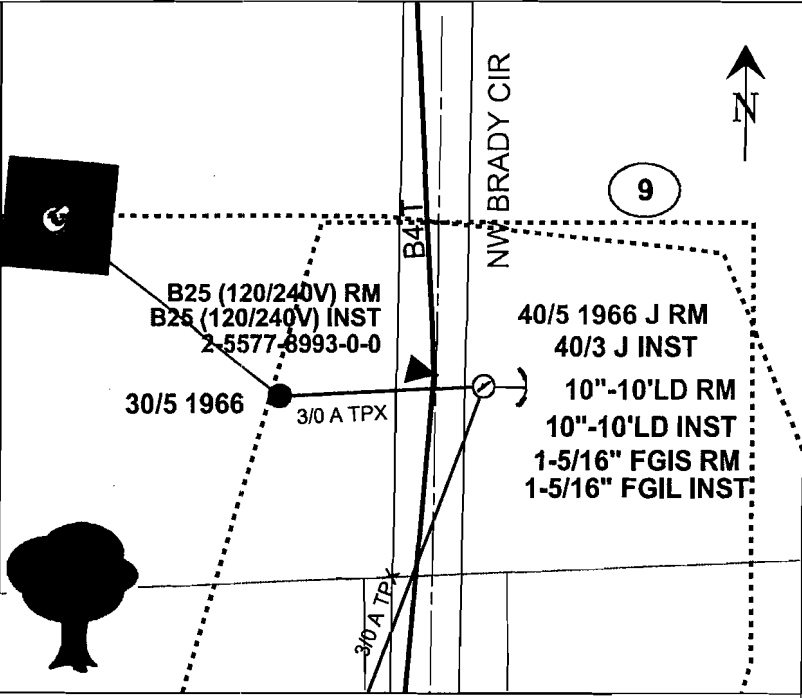 N
NW BRADY CIR
9
B4 T
B25 (120/240V) RM
B25 (120/240V) INST
2-5577-8993-0-0
30/5 1966
3/0 A TPX
40/5 1966 J RM
40/3 J INST
10"-10'LD RM
10"-10'LD INST
1-5/16" FGIS RM
1-5/16" FGIL INST
3/0 A TPX